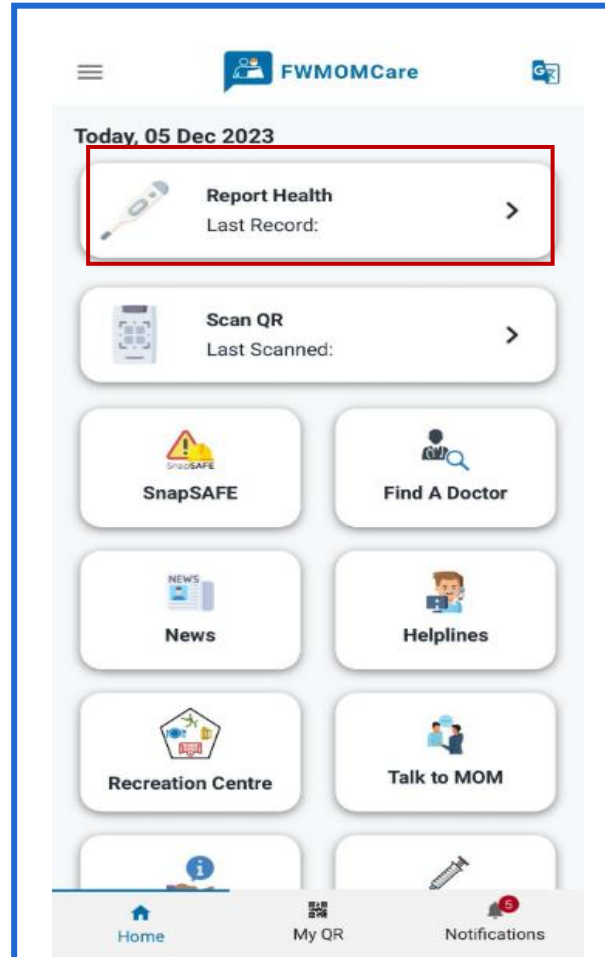 FWMOMCare
Today, 05 Dec 2023
Report Health
Last Record:
Scan QR
Last Scanned:
SnapSAFE
SnapSAFE
Find A Doctor
NEWS
News
Helplines
Recreation Centre
Talk to MOM
Home
My QR
5
Notifications